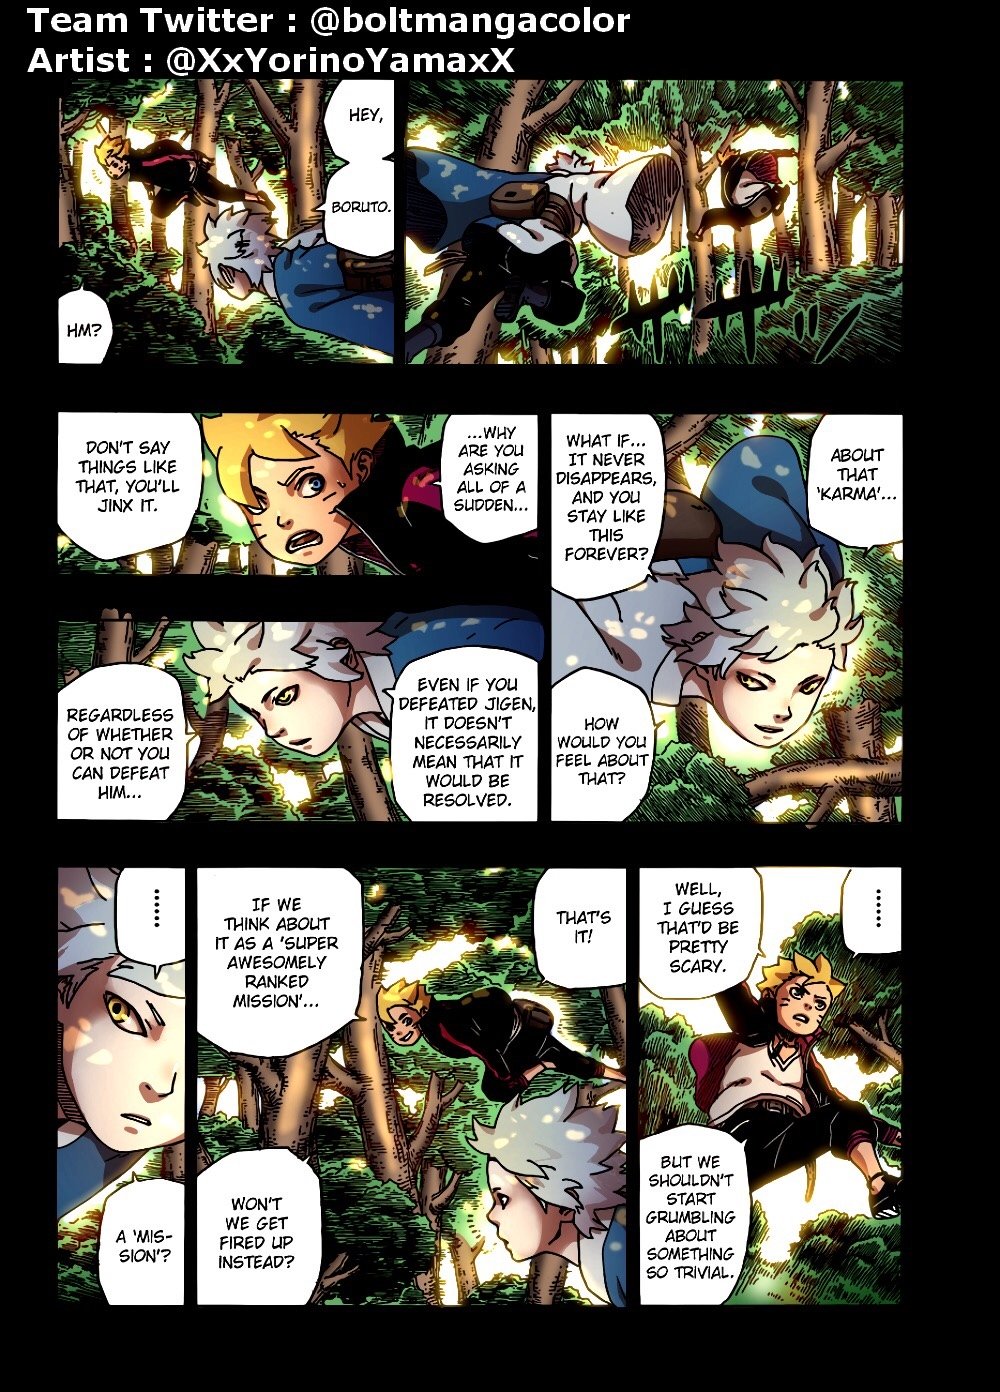 Team Twitter : @boltmangacolor
Artist : @XxYorinoYamaxX
HEY,
BORUTO.
HM?
ABOUT
THAT
'KARMA'...
WHAT IF...
IT NEVER
DISAPPEARS,
AND YOU
STAY LIKE
THIS
FOREVER?
HOW
WOULD YOU
FEEL ABOUT
THAT?
...WHY
ARE YOU
ASKING
ALL OF A
SUDDEN...
DON'T SAY
THINGS LIKE
THAT, YOU'LL
JINX IT.
EVEN IF YOU
DEFEATED JIGEN,
IT DOESN'T
NECESSARILY
MEAN THAT IT
WOULD BE
RESOLVED.
REGARDLESS
OF WHETHER
OR NOT YOU
CAN DEFEAT
HIM...
......
WELL,
I GUESS
THAT'D BE
PRETTY
SCARY.
BUT WE
SHOULDN'T
START
GRUMBLING
ABOUT
SOMETHING
SO TRIVIAL.
THAT'S
IT!
IF WE
THINK ABOUT
IT AS A 'SUPER
AWESOMELY
RANKED
MISSION'...
WON'T
WE GET
FIRED UP
INSTEAD?
......
A 'MIS-
SION'?